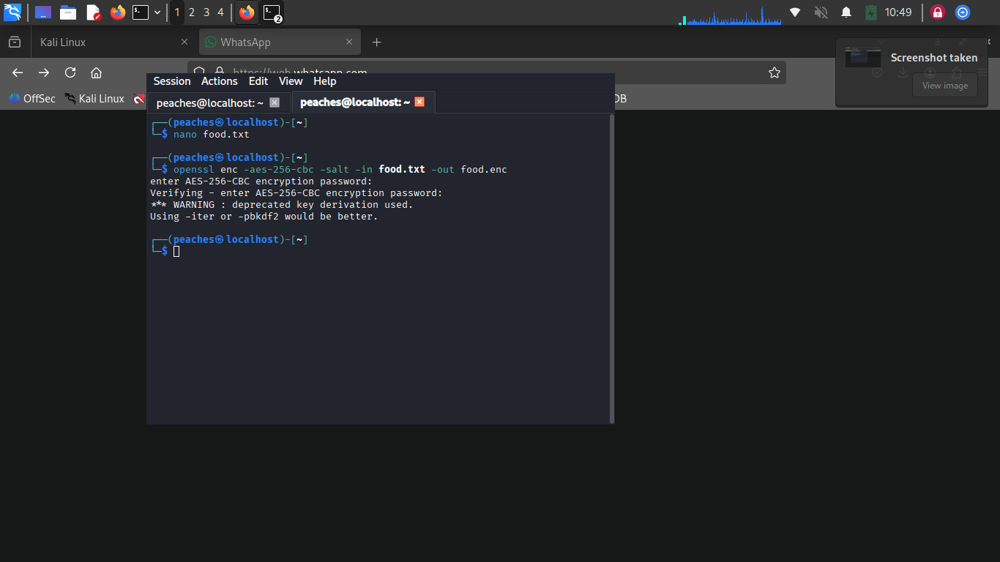 1 2 3 4
2
10:49
Kali Linux
WhatsApp
Screenshot taken
View image
https://web.whatsapp.com
OffSec
Kali Linux
DB
Session Actions Edit View Help
peaches@localhost: ~
peaches@localhost: ~
┌──(peaches㉿localhost)-[~]
└─$ nano food.txt
┌──(peaches㉿localhost)-[~]
└─$ openssl enc -aes-256-cbc -salt -in food.txt -out food.enc
enter AES-256-CBC encryption password:
Verifying - enter AES-256-CBC encryption password:
*** WARNING : deprecated key derivation used.
Using -iter or -pbkdf2 would be better.
┌──(peaches㉿localhost)-[~]
└─$